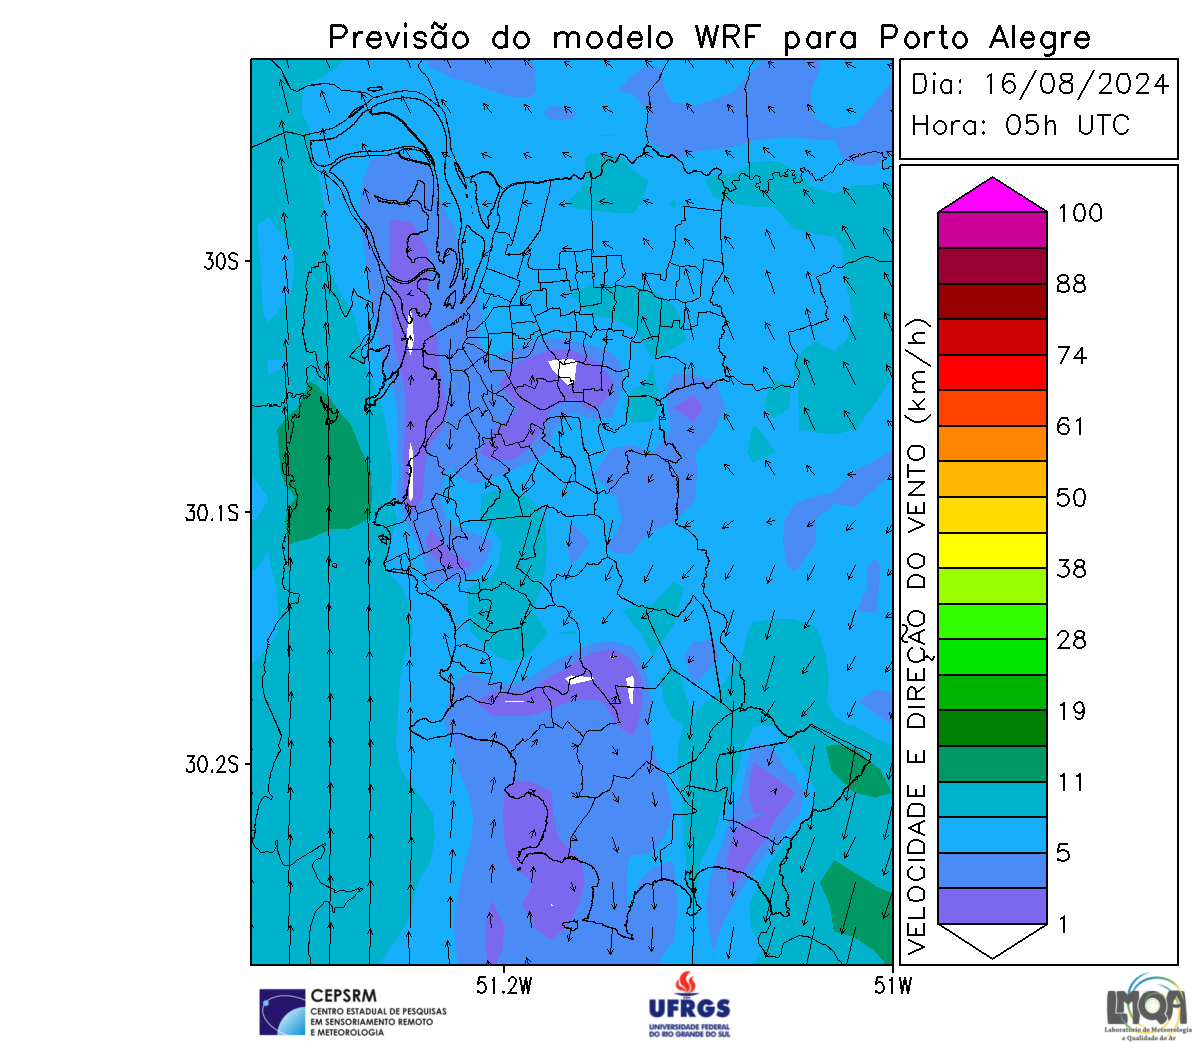 Previsão do modelo WRF para Porto Alegre
Dia: 16/08/2024
Hora: 05h UTC
30S
30.1S
30.2S
51.2W
51W
VELOCIDADE E DIREÇÃO DO VENTO (km/h)
100
88
74
61
50
38
28
19
11
5
1
CEPSRM
CENTRO ESTADUAL DE PESQUISAS
EM SENSORIAMENTO REMOTO
E METEOROLOGIA
UFRGS
UNIVERSIDADE FEDERAL
DO RIO GRANDE DO SUL
LMQA
Laboratório de Meteorologia
e Qualidade do Ar